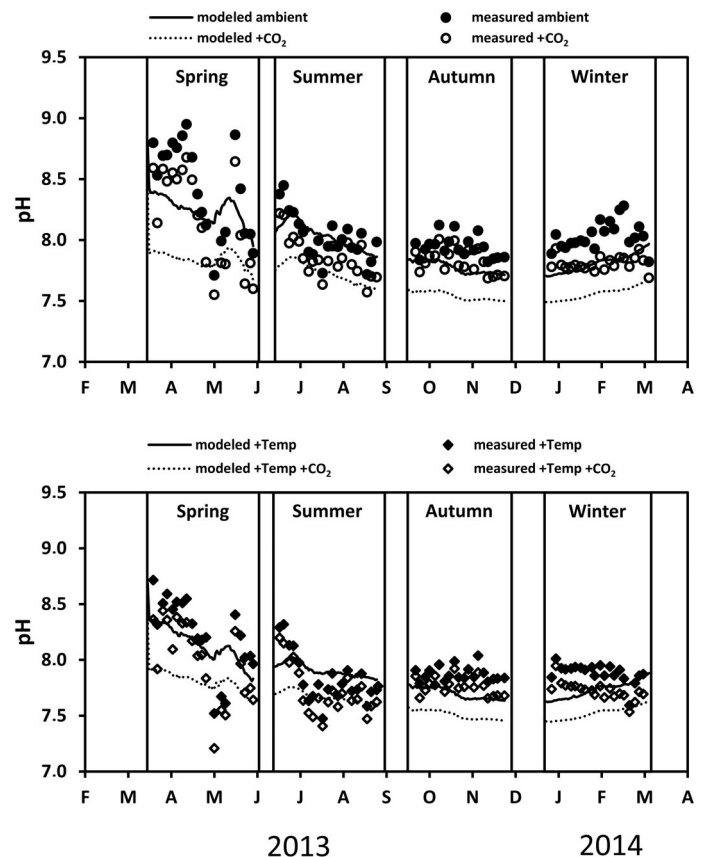 modeled ambient measured ambient
modeled +CO₂ measured +CO₂
9.5
Spring Summer Autumn Winter
9.0
8.5
pH
8.0
7.5
7.0
F M A M J J A S O N D J F M A
modeled +Temp measured +Temp
modeled +Temp +CO₂ measured +Temp +CO₂
9.5
Spring Summer Autumn Winter
9.0
8.5
pH
8.0
7.5
7.0
F M A M J J A S O N D J F M A
2013 2014